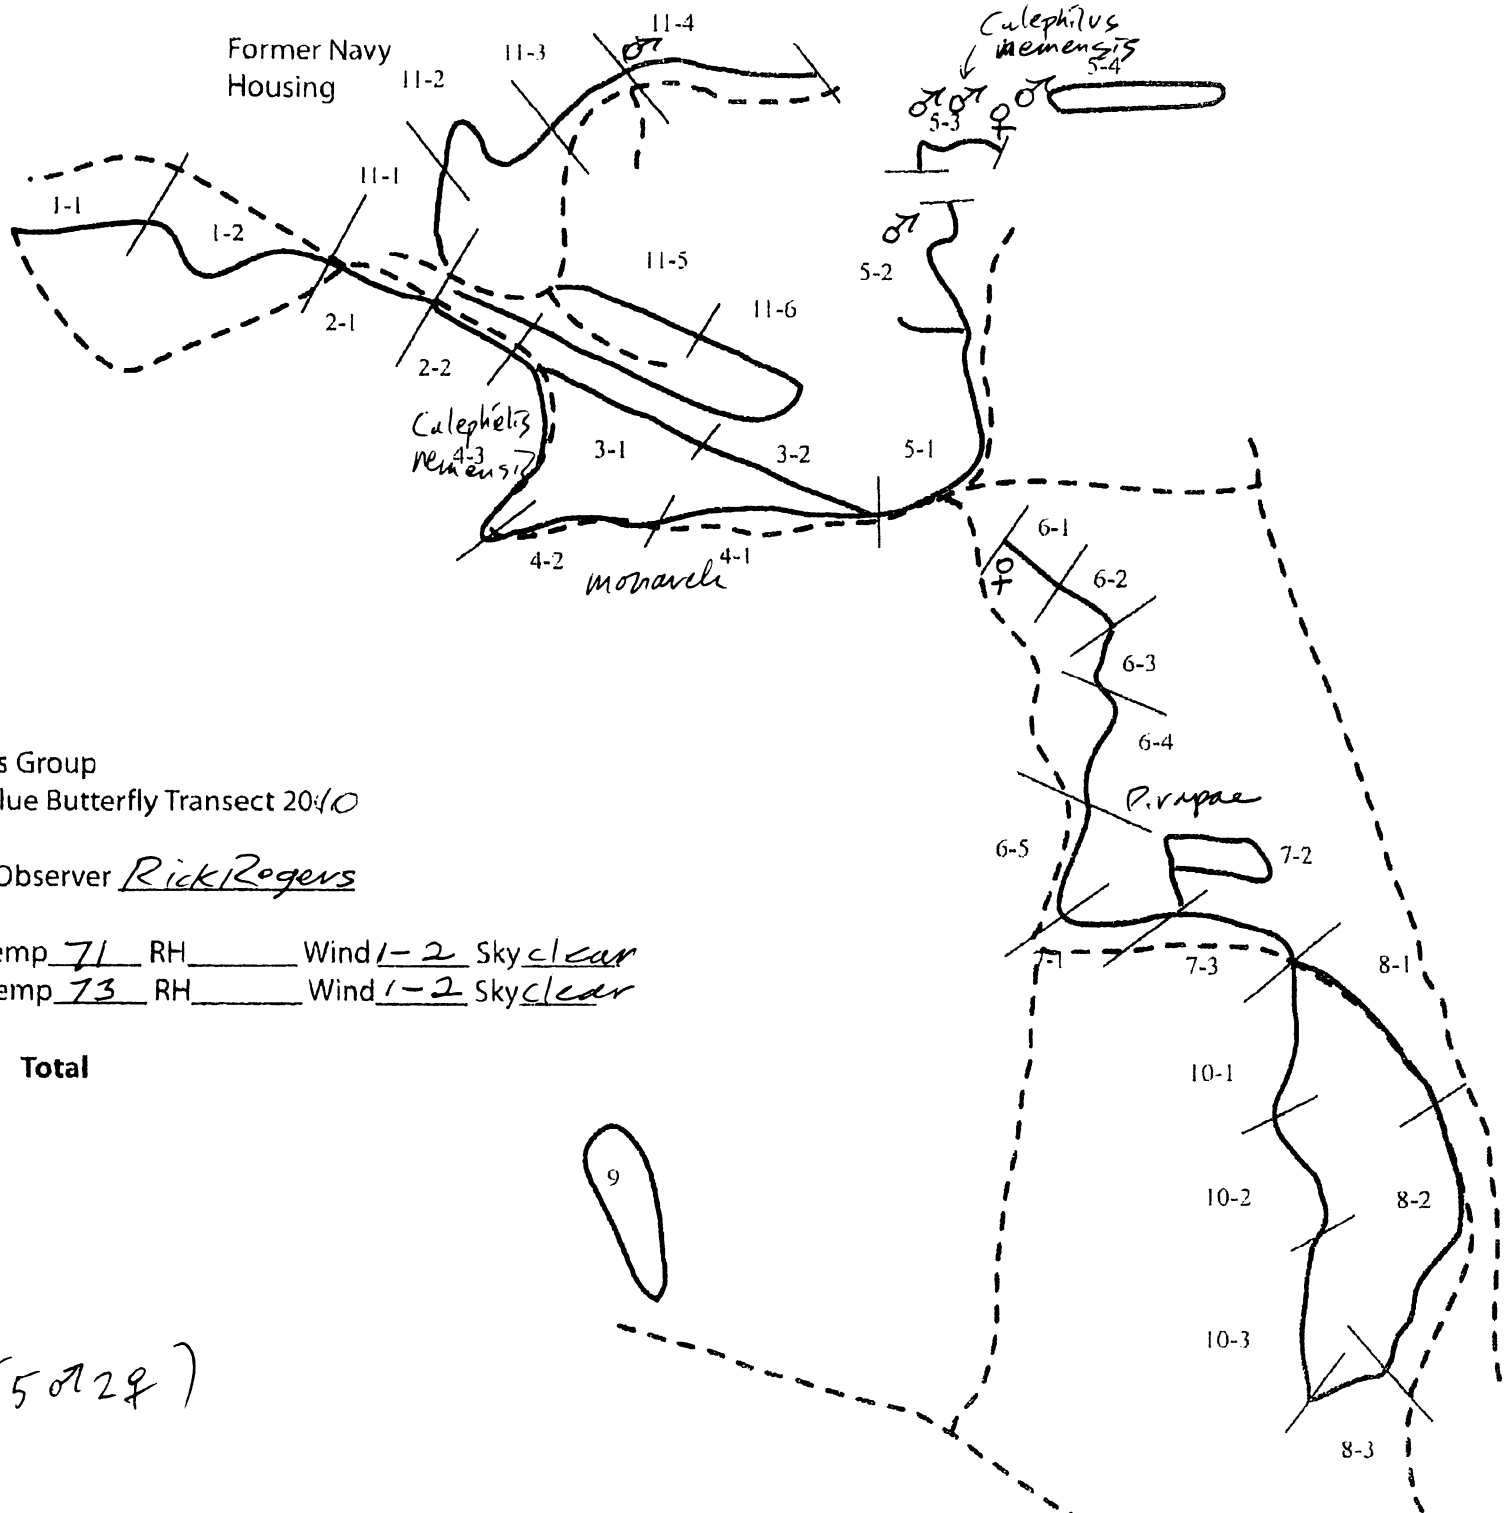 Calephilus
nemensis
Former Navy
Housing
11-4
11-3
11-2
5-4
♂ ♂ ♂ ♂
5-3 ♀
11-1
1-1
1-2
♂
5-2
11-5
11-6
2-1
2-2
Calephelis
nemensis
4-3
3-1
3-2
5-1
4-2
4-1
monarch
6-1
♀
6-2
6-3
6-4
s Group
lue Butterfly Transect 2010
P. rapae
6-5
7-2
Observer Rick Rogers
emp 71 RH Wind 1-2 Sky clear
emp 73 RH Wind 1-2 Sky clear
7-1
7-3
8-1
Total
10-1
9
10-2
8-2
10-3
(5♂ 2♀)
8-3